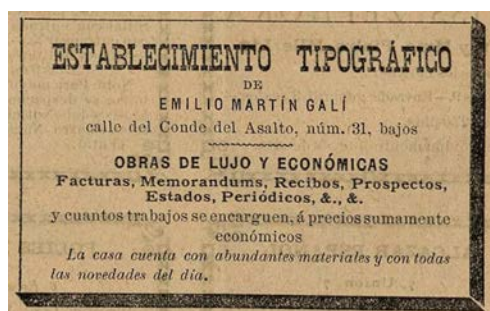 ESTABLECIMIENTO TIPOGRÁFICO
DE
EMILIO MARTÍN GALÍ
calle del Conde del Asalto, núm. 31, bajos
OBRAS DE LUJO Y ECONÓMICAS
Facturas, Memorandums, Recibos, Prospectos,
Estados, Periódicos, &., &.
y cuantos trabajos se encarguen, á precios sumamente
económicos
La casa cuenta con abundantes materiales y con todas
las novedades del dia.